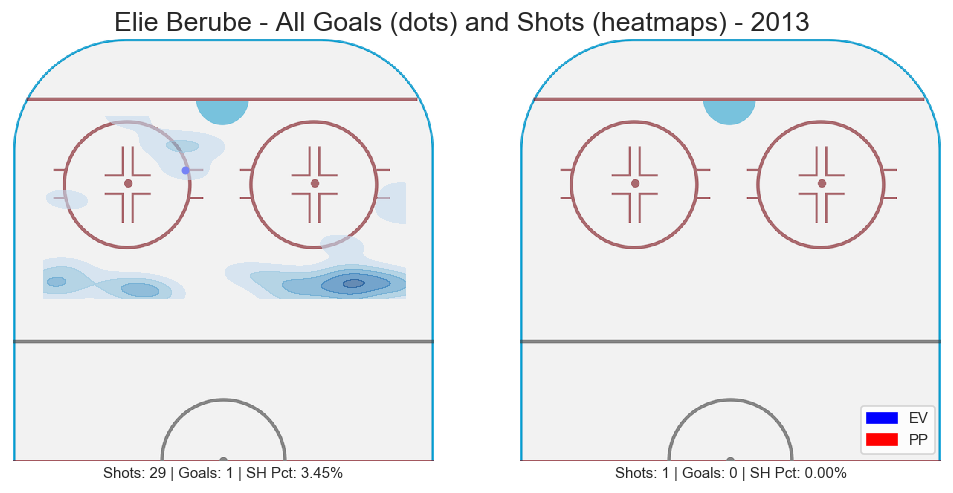 Elie Berube - All Goals (dots) and Shots (heatmaps) - 2013
EV
PP
Shots: 29 | Goals: 1 | SH Pct: 3.45%
Shots: 1 | Goals: 0 | SH Pct: 0.00%